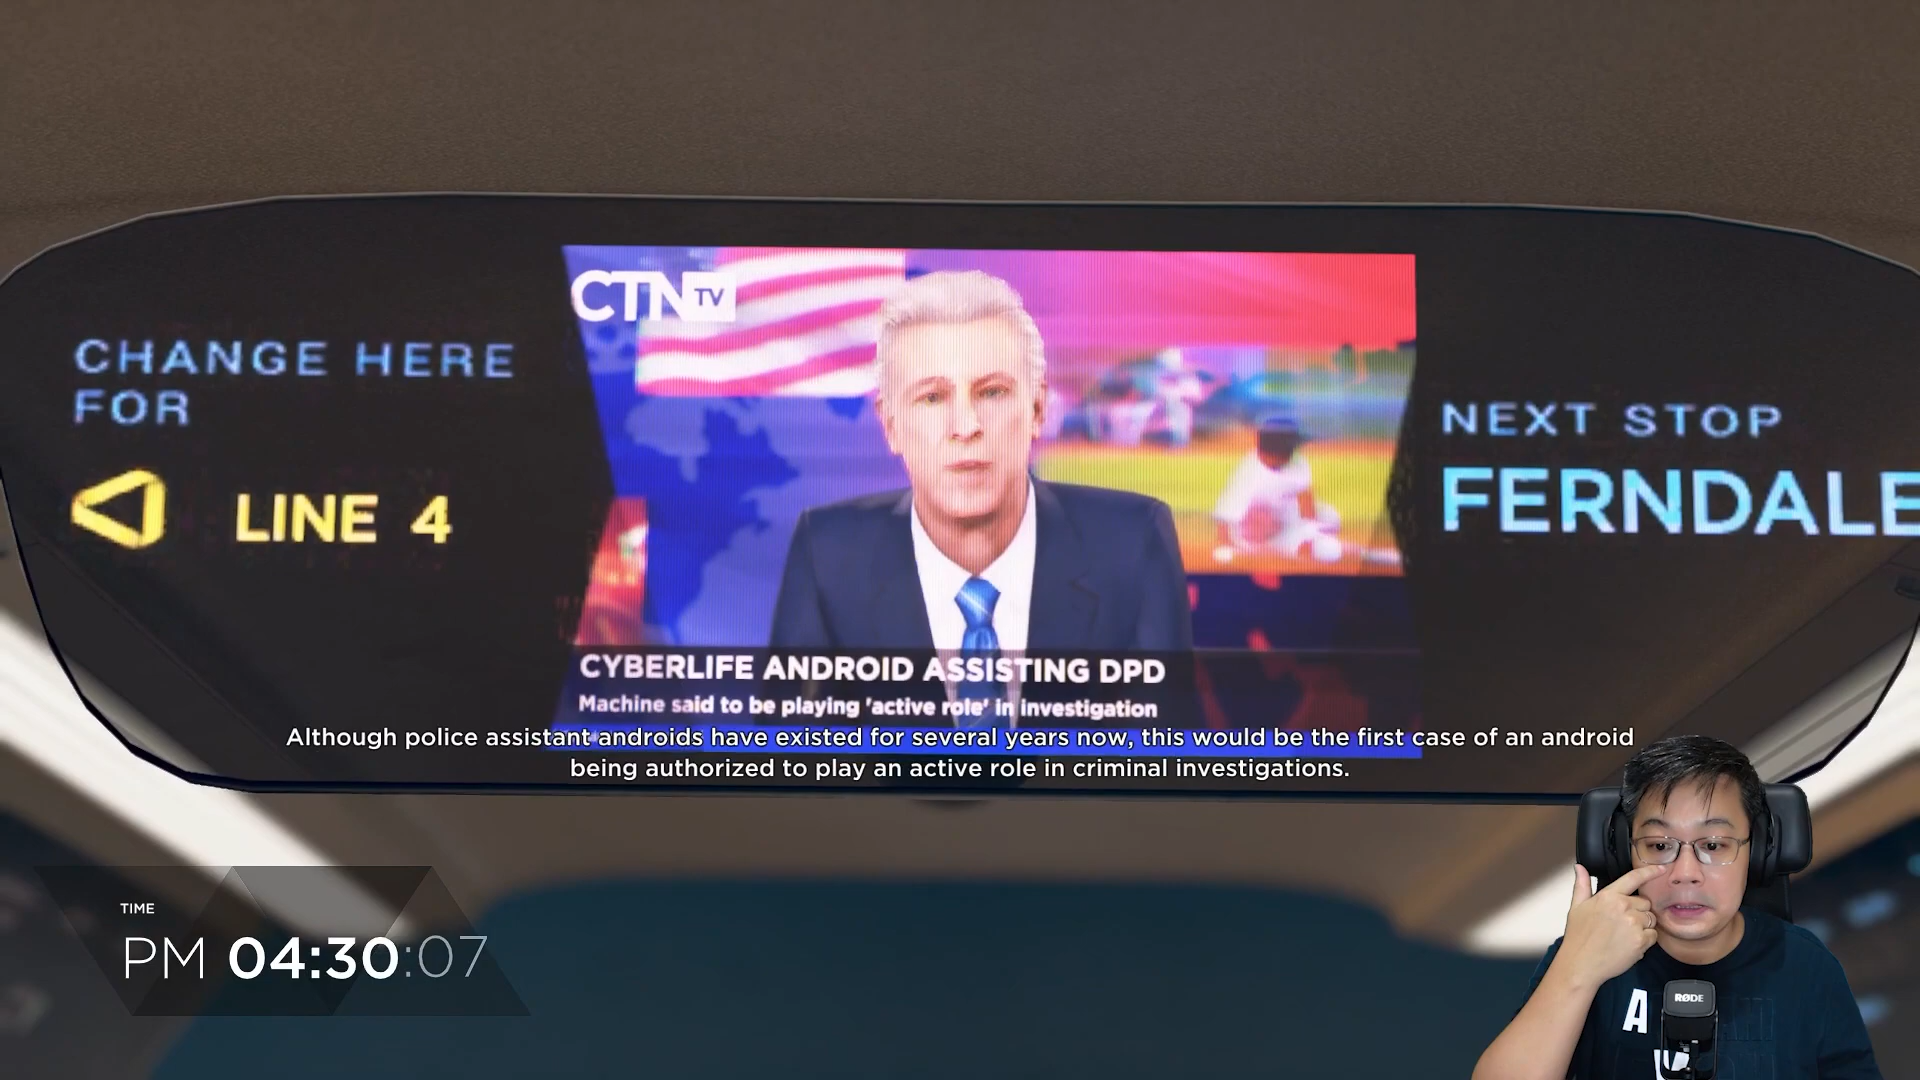 CTN TV
CHANGE HERE
FOR
LINE 4
NEXT STOP
FERNDALE
CYBERLIFE ANDROID ASSISTING DPD
Machine said to be playing 'active role' in investigation
Although police assistant androids have existed for several years now, this would be the first case of an android
being authorized to play an active role in criminal investigations.
TIME
PM 04:30:07
RØDE
A